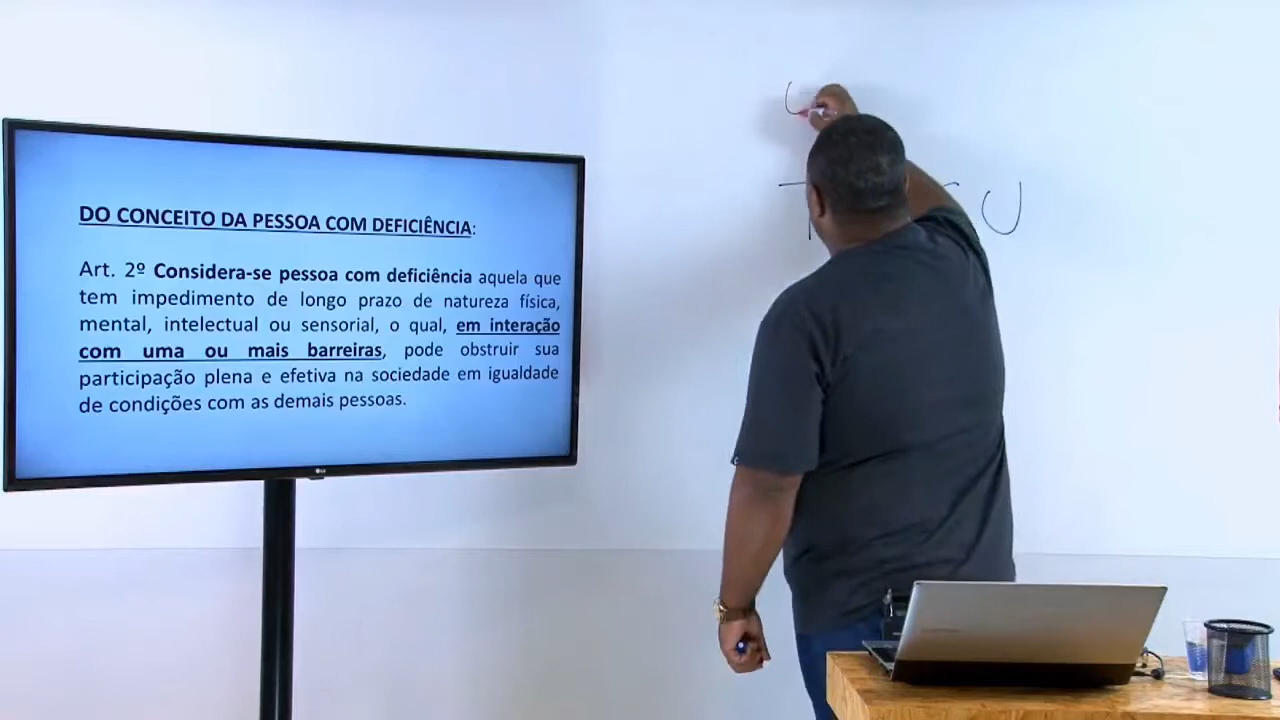 DO CONCEITO DA PESSOA COM DEFICIÊNCIA:
Art. 2º Considera-se pessoa com deficiência aquela que
tem impedimento de longo prazo de natureza física,
mental, intelectual ou sensorial, o qual, em interação
com uma ou mais barreiras, pode obstruir sua
participação plena e efetiva na sociedade em igualdade
de condições com as demais pessoas.
LG